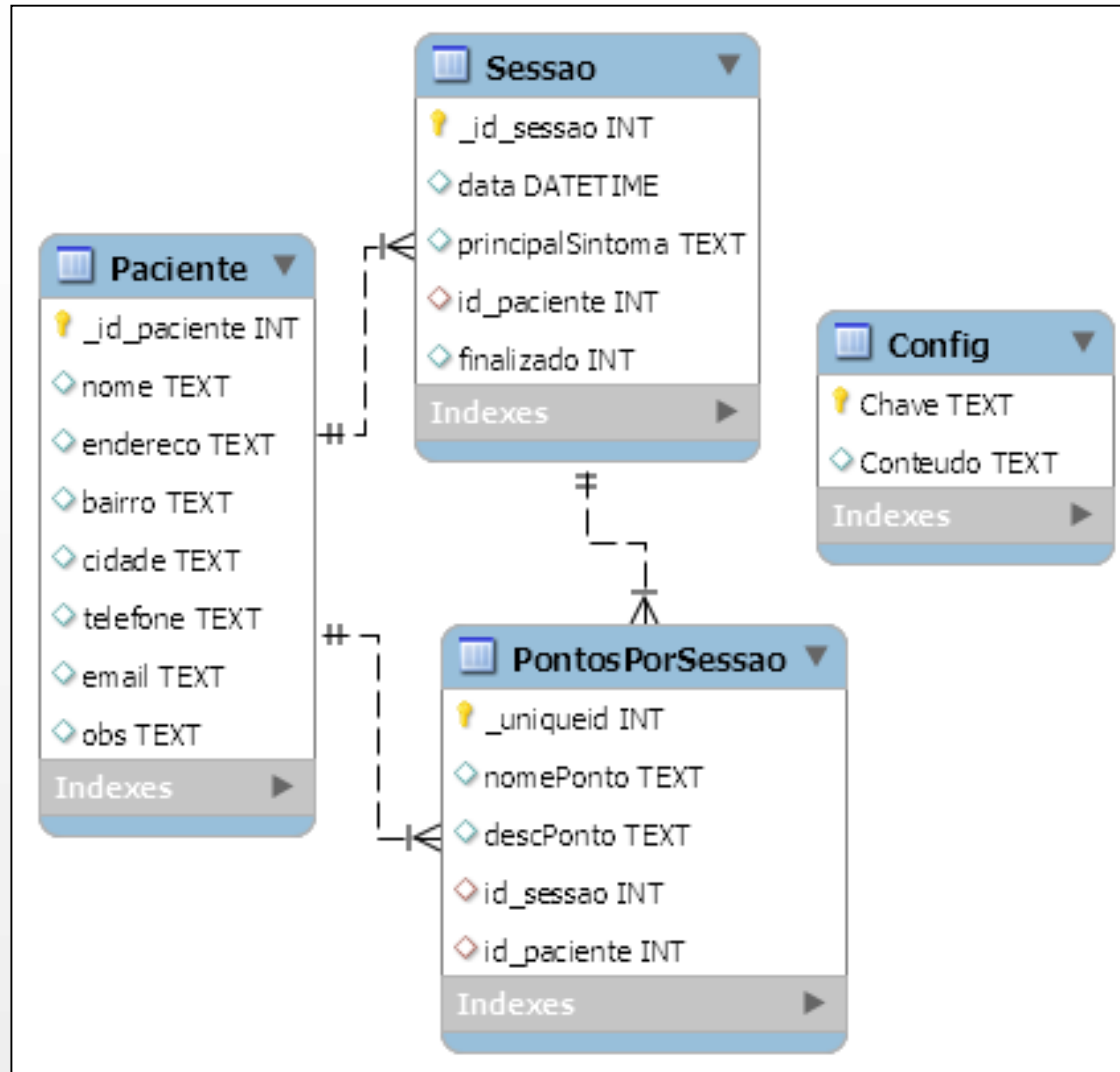 Sessao
_id_sessao INT
data DATETIME
principalSintoma TEXT
id_paciente INT
finalizado INT
Indexes
Paciente
_id_paciente INT
nome TEXT
endereco TEXT
bairro TEXT
cidade TEXT
telefone TEXT
email TEXT
obs TEXT
Indexes
Config
Chave TEXT
Conteudo TEXT
Indexes
PontosPorSessao
_uniqueid INT
nomePonto TEXT
descPonto TEXT
id_sessao INT
id_paciente INT
Indexes